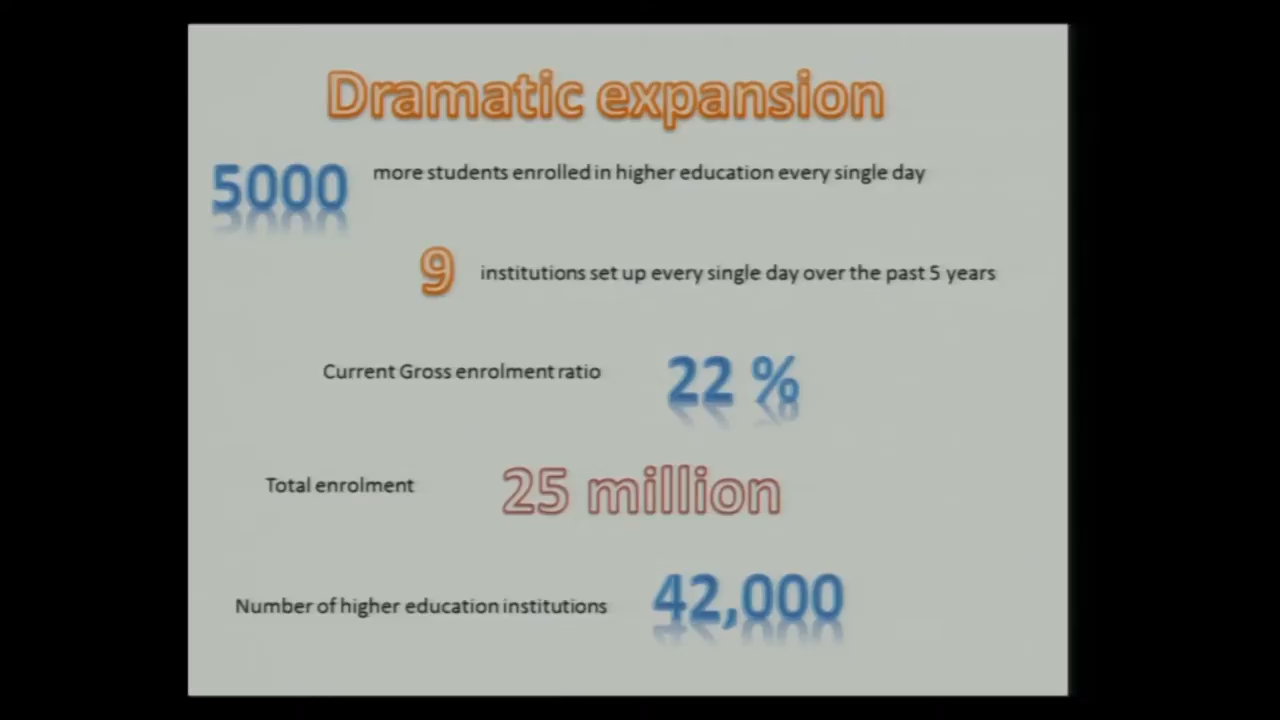 Dramatic expansion
5000 more students enrolled in higher education every single day
9 institutions set up every single day over the past 5 years
Current Gross enrolment ratio 22 %
Total enrolment 25 million
Number of higher education institutions 42,000